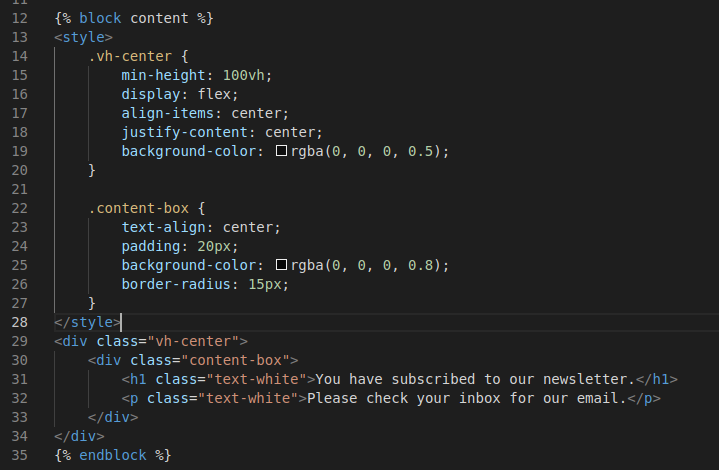 11
12 {% block content %}
13 <style>
14     .vh-center {
15         min-height: 100vh;
16         display: flex;
17         align-items: center;
18         justify-content: center;
19         background-color: rgba(0, 0, 0, 0.5);
20     }
21
22     .content-box {
23         text-align: center;
24         padding: 20px;
25         background-color: rgba(0, 0, 0, 0.8);
26         border-radius: 15px;
27     }
28 </style>
29 <div class="vh-center">
30     <div class="content-box">
31         <h1 class="text-white">You have subscribed to our newsletter.</h1>
32         <p class="text-white">Please check your inbox for our email.</p>
33     </div>
34 </div>
35 {% endblock %}